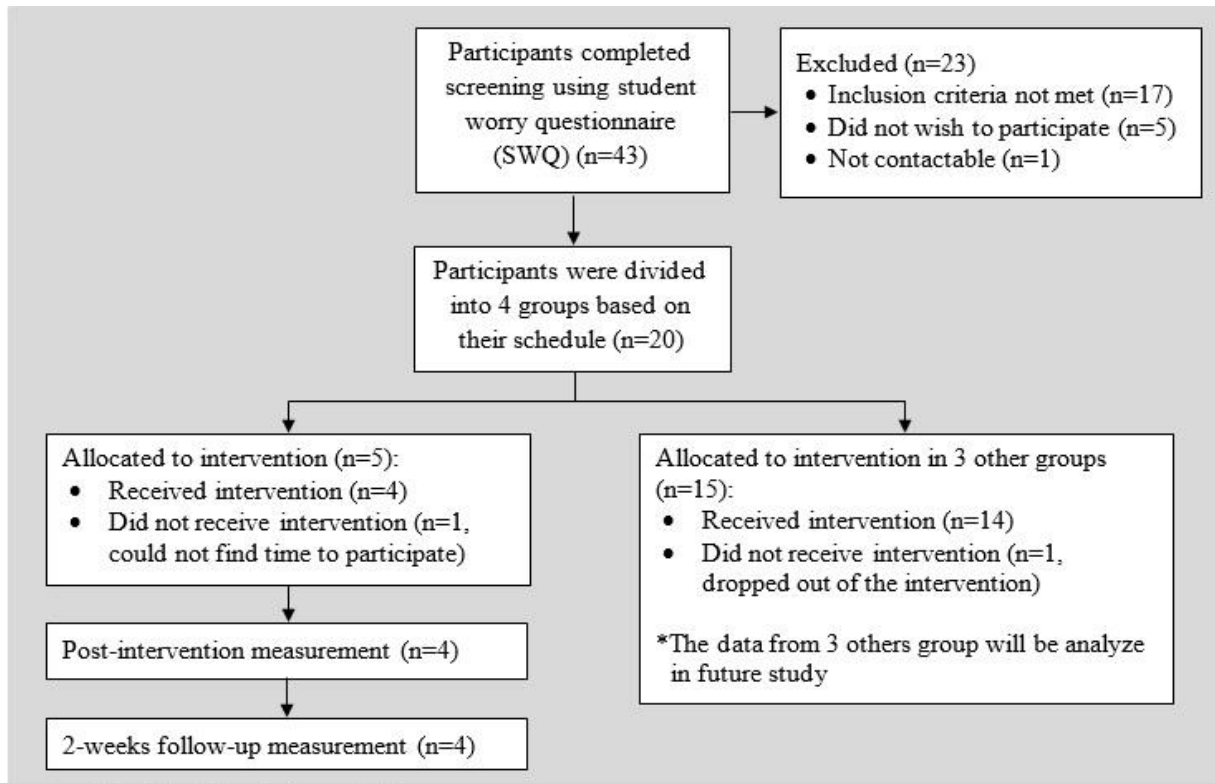 Participants completed
screening using student
worry questionnaire
(SWQ) (n=43)
Excluded (n=23)
• Inclusion criteria not met (n=17)
• Did not wish to participate (n=5)
• Not contactable (n=1)
Participants were divided
into 4 groups based on
their schedule (n=20)
Allocated to intervention (n=5):
• Received intervention (n=4)
• Did not receive intervention (n=1,
could not find time to participate)
Allocated to intervention in 3 other groups
(n=15):
• Received intervention (n=14)
• Did not receive intervention (n=1,
dropped out of the intervention)
*The data from 3 others group will be analyze
in future study
Post-intervention measurement (n=4)
2-weeks follow-up measurement (n=4)